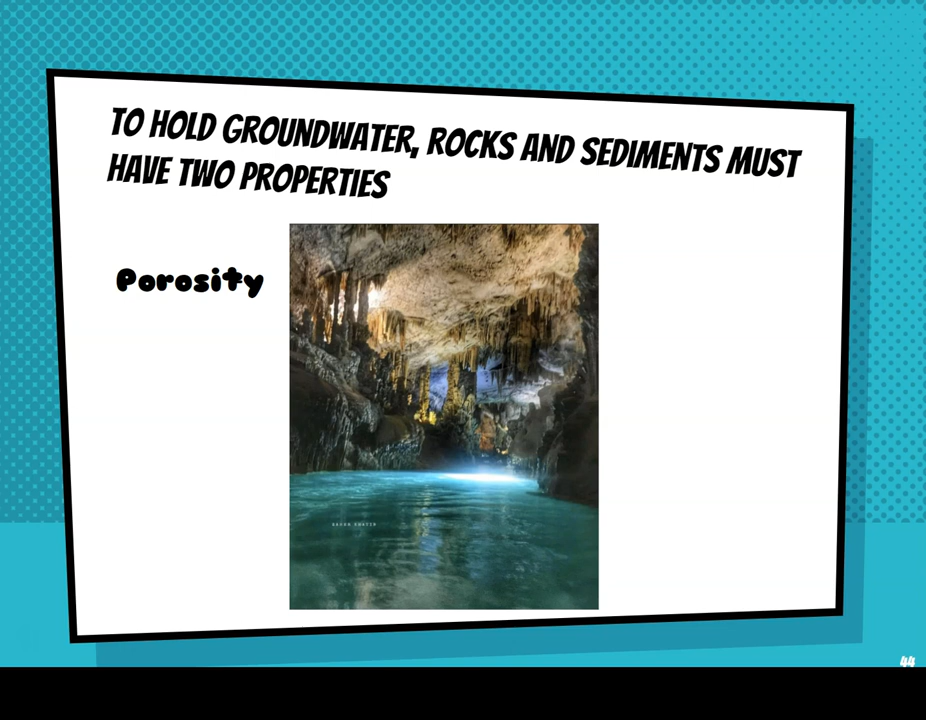 TO HOLD GROUNDWATER, ROCKS AND SEDIMENTS MUST
HAVE TWO PROPERTIES
Porosity
44